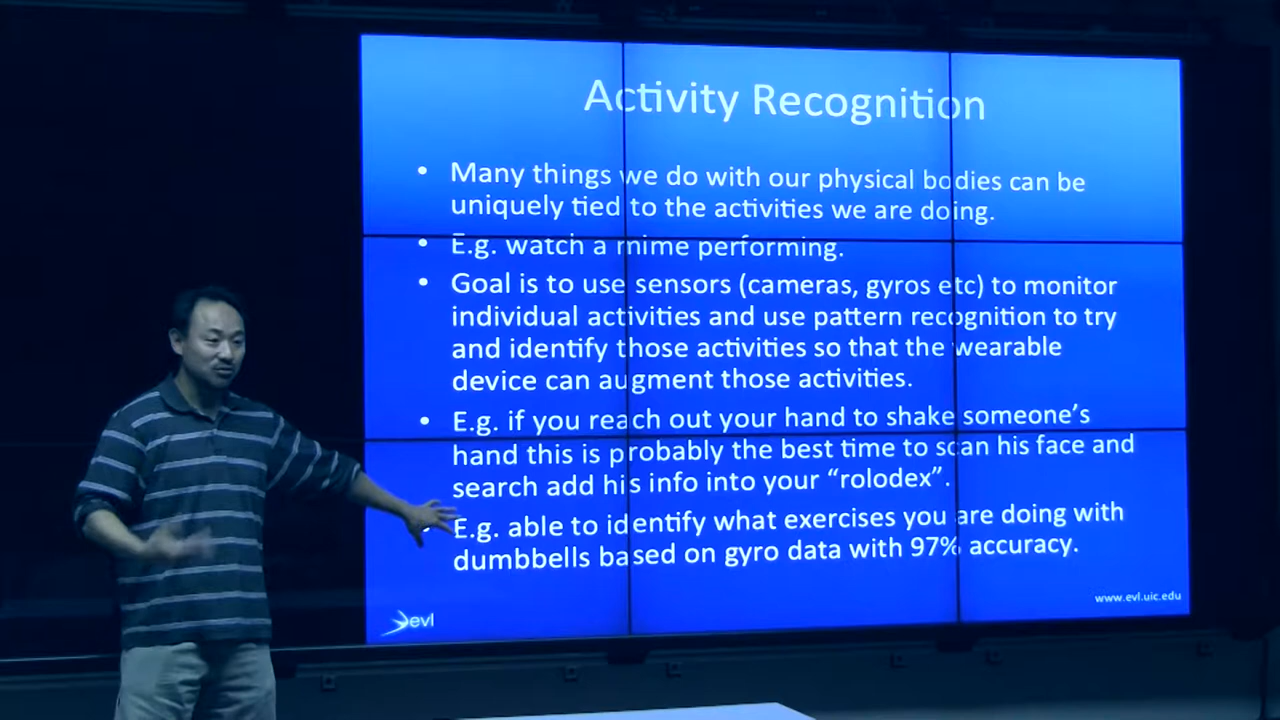 Activity Recognition
• Many things we do with our physical bodies can be
uniquely tied to the activities we are doing.
• E.g. watch a mime performing.
• Goal is to use sensors (cameras, gyros etc) to monitor
individual activities and use pattern recognition to try
and identify those activities so that the wearable
device can augment those activities.
• E.g. if you reach out your hand to shake someone's
hand this is probably the best time to scan his face and
search add his info into your “rolodex”.
• E.g. able to identify what exercises you are doing with
dumbbells based on gyro data with 97% accuracy.
www.evl.uic.edu
evl